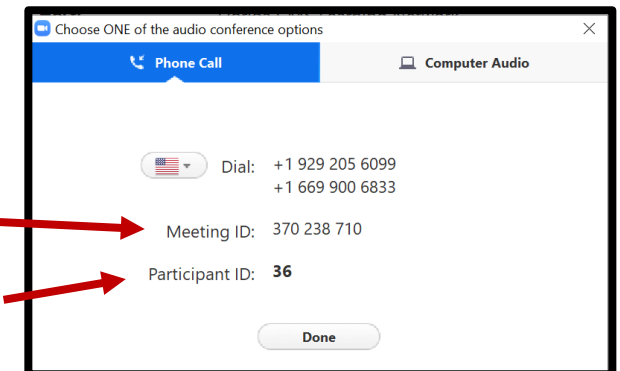 Choose ONE of the audio conference options
Phone Call
Computer Audio
Dial: +1 929 205 6099
+1 669 900 6833
Meeting ID: 370 238 710
Participant ID: 36
Done